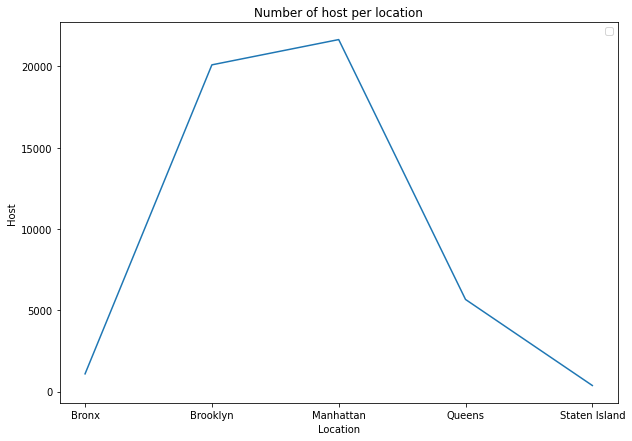 Number of host per location
20000
15000
10000
5000
0
Host
Bronx Brooklyn Manhattan Queens Staten Island
Location